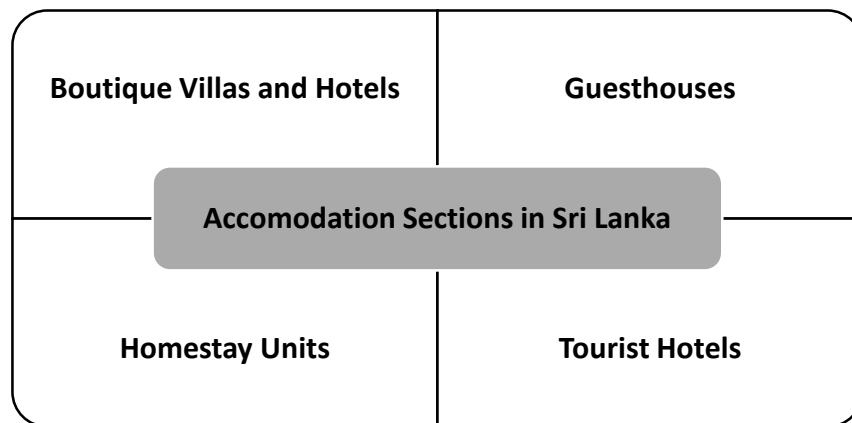 Boutique Villas and Hotels
Guesthouses
Accomodation Sections in Sri Lanka
Homestay Units
Tourist Hotels